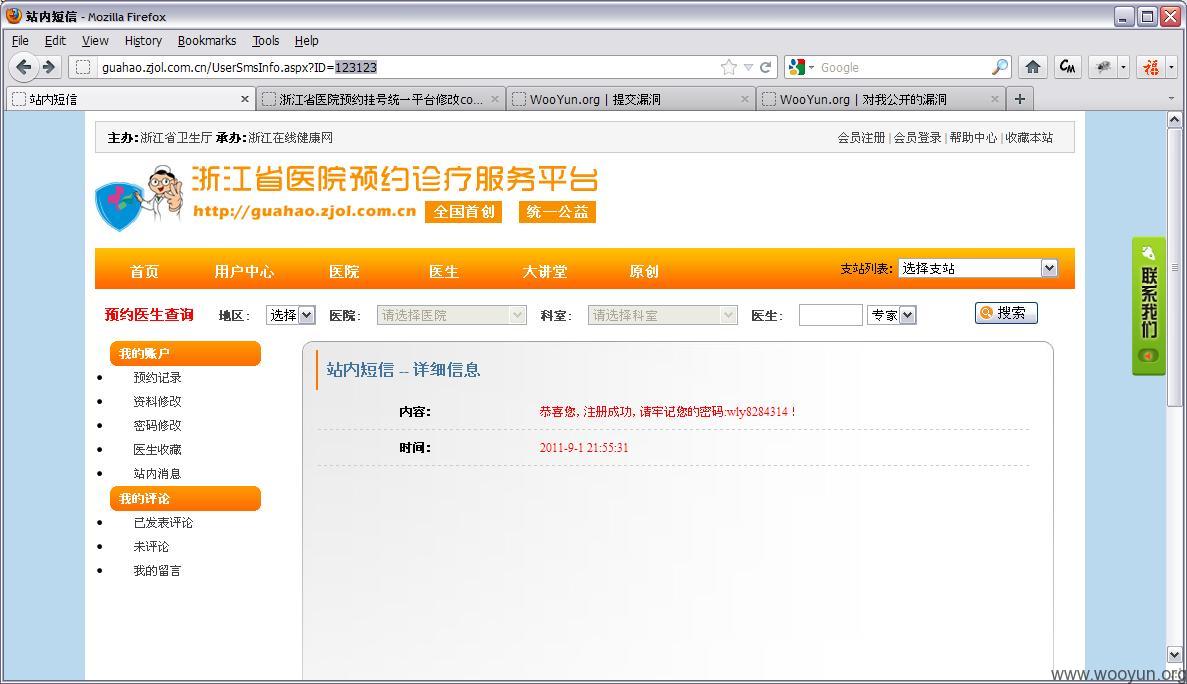 站内短信 - Mozilla Firefox
File Edit View History Bookmarks Tools Help
guahao.zjol.com.cn/UserSmsInfo.aspx?ID=123123
Google
站内短信
浙江省医院预约挂号统一平台修改co...
WooYun.org | 提交漏洞
WooYun.org | 对我公开的漏洞
主办:浙江省卫生厅 承办:浙江在线健康网
会员注册 | 会员登录 | 帮助中心 | 收藏本站
浙江省医院预约诊疗服务平台
http://guahao.zjol.com.cn 全国首创 统一公益
首页 用户中心 医院 医生 大讲堂 原创 支站列表: 选择支站
预约医生查询 地区: 选择 医院: 请选择医院 科室: 请选择科室 医生: 专家 搜索
联系我们
我的账户
预约记录
资料修改
密码修改
医生收藏
站内消息
我的评论
已发表评论
未评论
我的留言
站内短信 -- 详细信息
内容: 恭喜您, 注册成功, 请牢记您的密码:wly8284314！
时间: 2011-9-1 21:55:31
www.wooyun.org